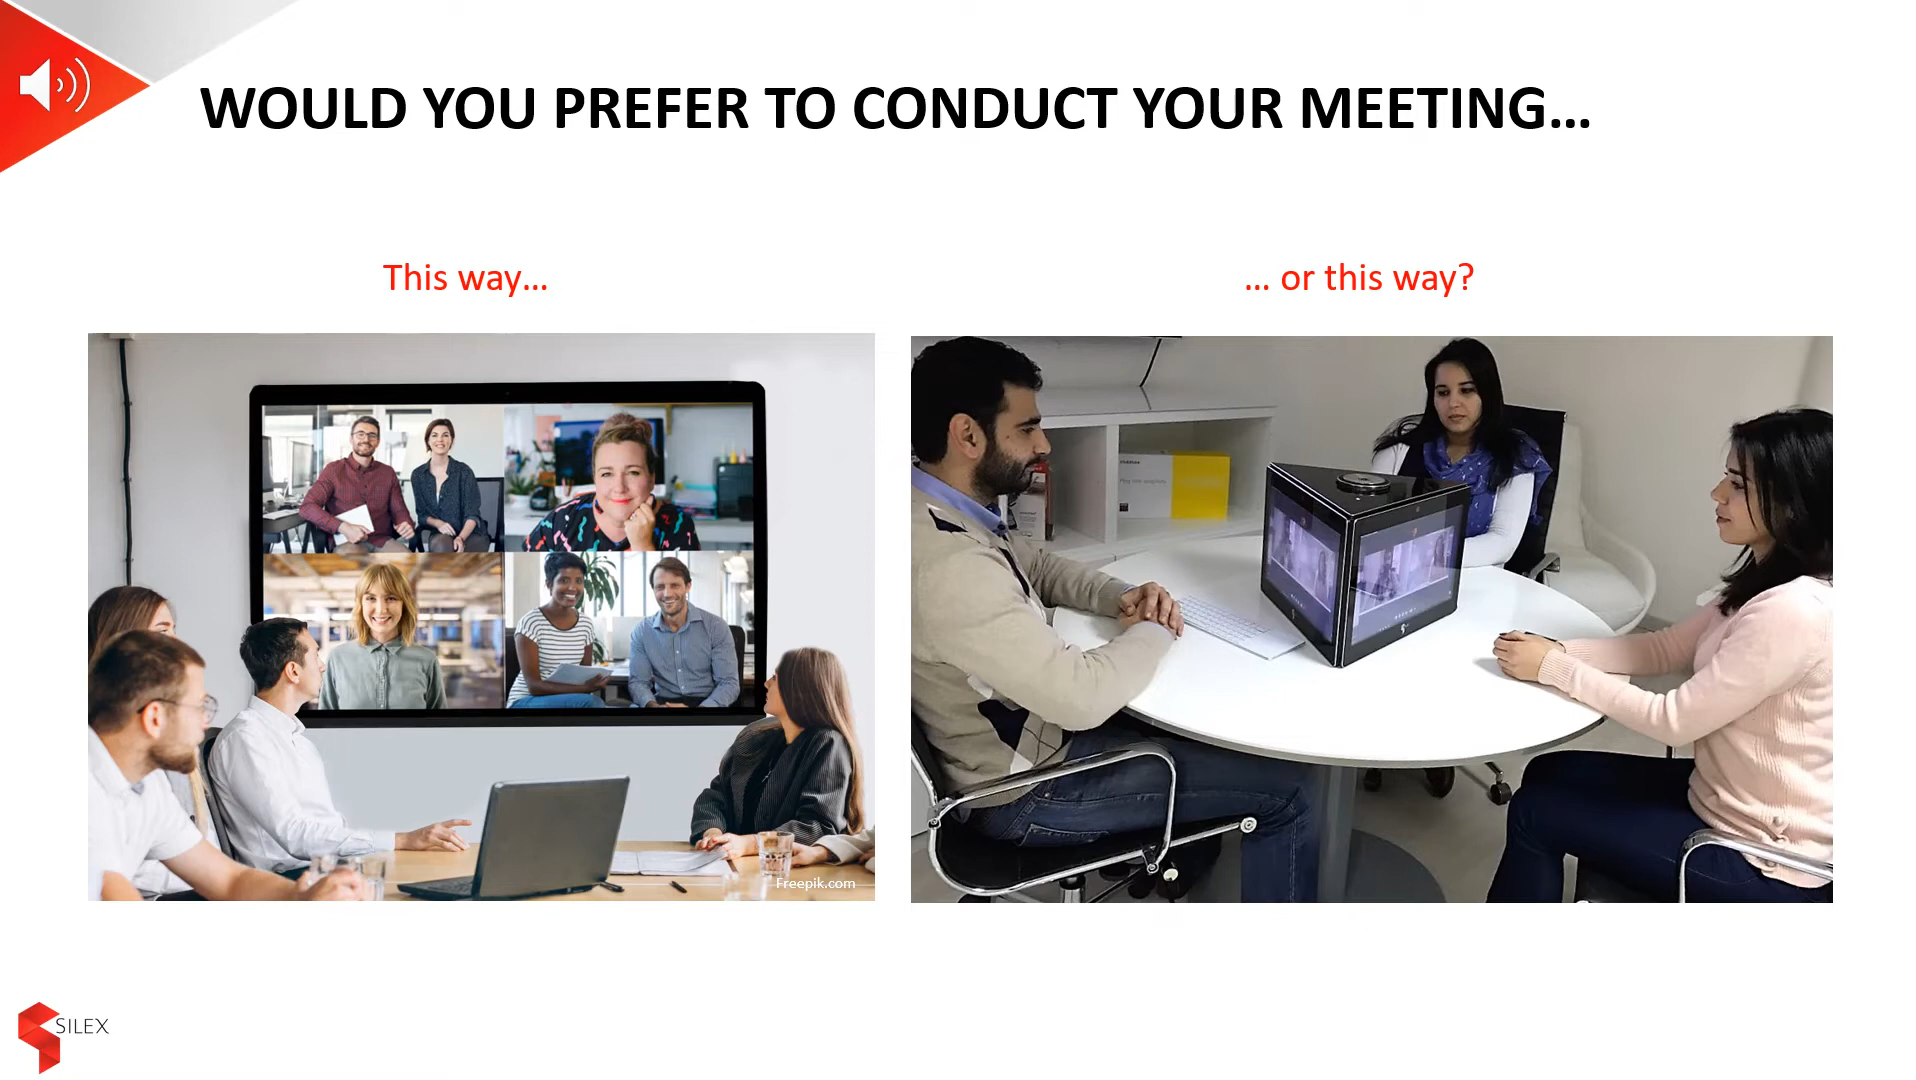 WOULD YOU PREFER TO CONDUCT YOUR MEETING...
This way...
... or this way?
Freepik.com
SILEX